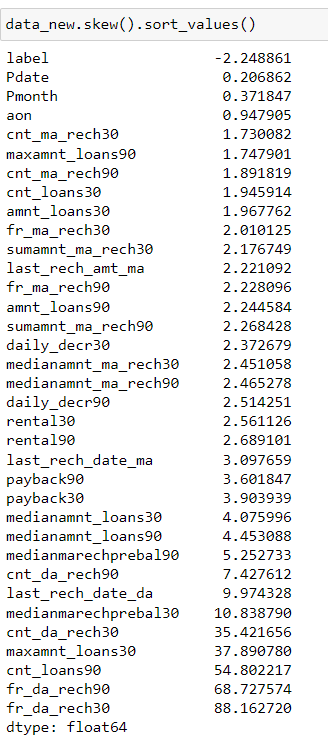 data_new.skew().sort_values()
label -2.248861
Pdate 0.206862
Pmonth 0.371847
aon 0.947905
cnt_ma_rech30 1.730082
maxamnt_loans90 1.747901
cnt_ma_rech90 1.891819
cnt_loans30 1.945914
amnt_loans30 1.967762
fr_ma_rech30 2.010125
sumamnt_ma_rech30 2.176749
last_rech_amt_ma 2.221092
fr_ma_rech90 2.228096
amnt_loans90 2.244584
sumamnt_ma_rech90 2.268428
daily_decr30 2.372679
medianamnt_ma_rech30 2.451058
medianamnt_ma_rech90 2.465278
daily_decr90 2.514251
rental30 2.561126
rental90 2.689101
last_rech_date_ma 3.097659
payback90 3.601847
payback30 3.903939
medianamnt_loans30 4.075996
medianamnt_loans90 4.453088
medianmarechprebal90 5.252733
cnt_da_rech90 7.427612
last_rech_date_da 9.974328
medianmarechprebal30 10.838790
cnt_da_rech30 35.421656
maxamnt_loans30 37.890780
cnt_loans90 54.802217
fr_da_rech90 68.727574
fr_da_rech30 88.162720
dtype: float64